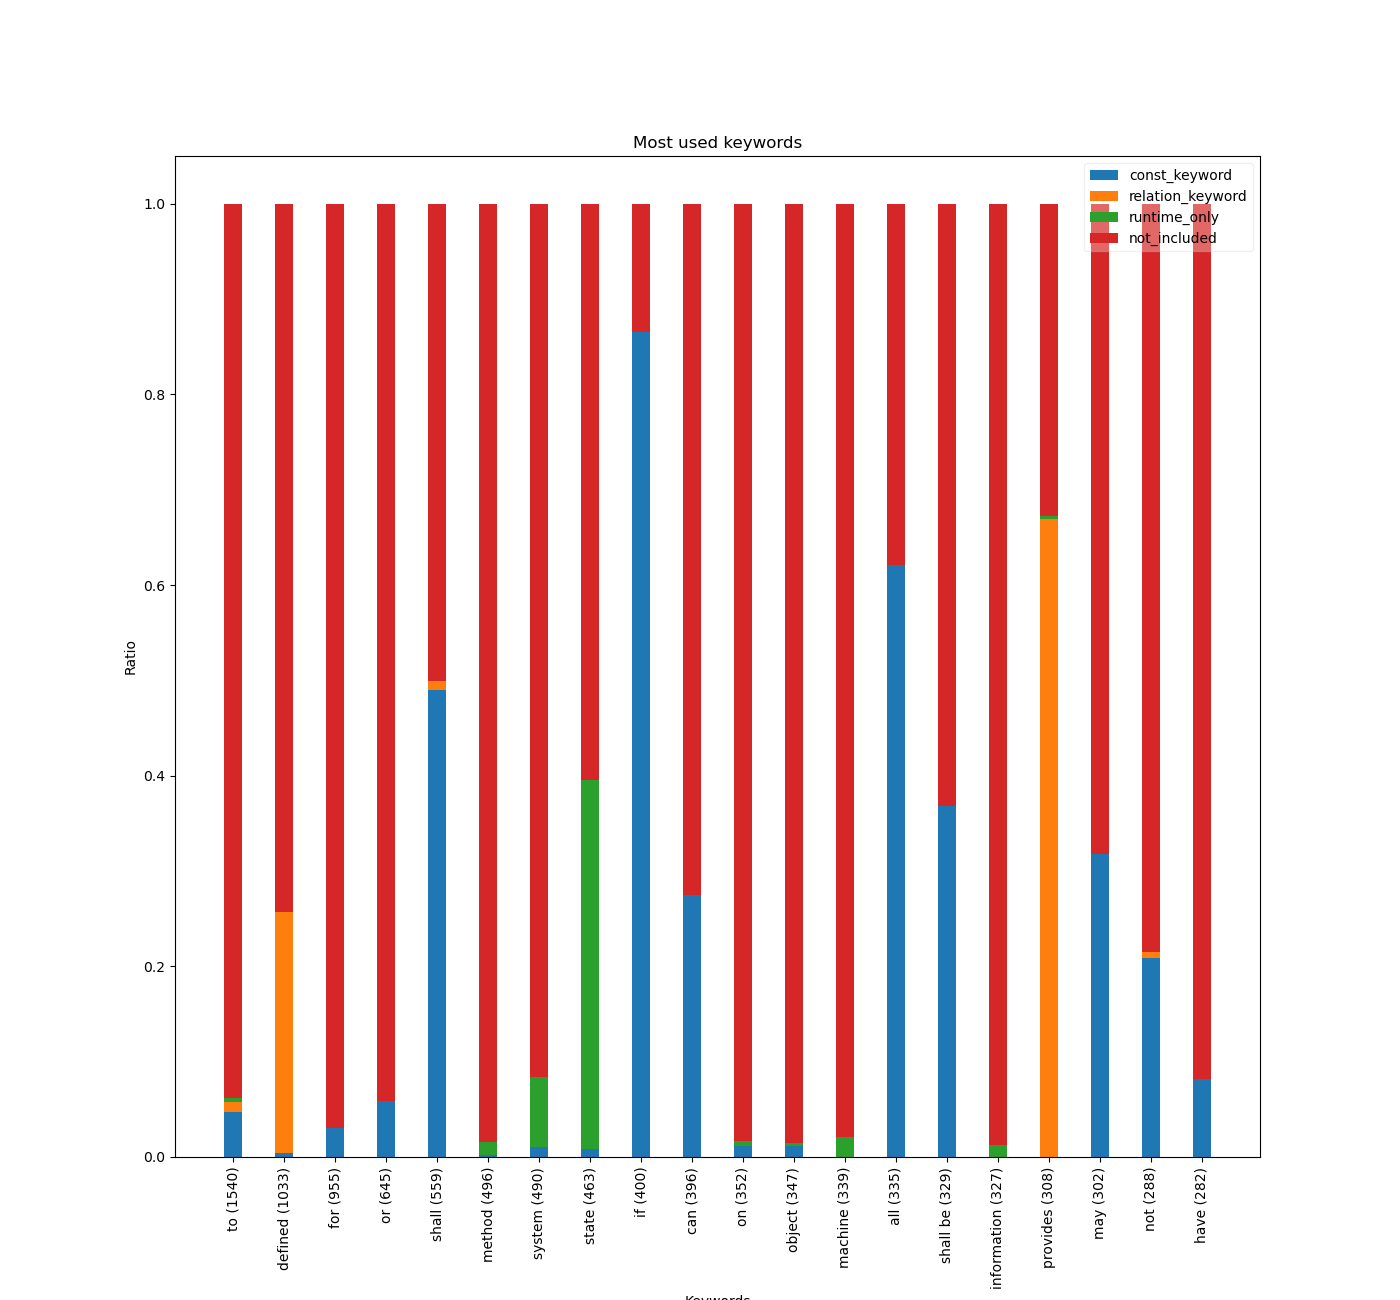 Most used keywords
const_keyword
relation_keyword
runtime_only
not_included
1.0
0.8
0.6
0.4
0.2
0.0
Ratio
to (1540)
defined (1033)
for (955)
or (645)
shall (559)
method (496)
system (490)
state (463)
if (400)
can (396)
on (352)
object (347)
machine (339)
all (335)
shall be (329)
information (327)
provides (308)
may (302)
not (288)
have (282)
Keywords